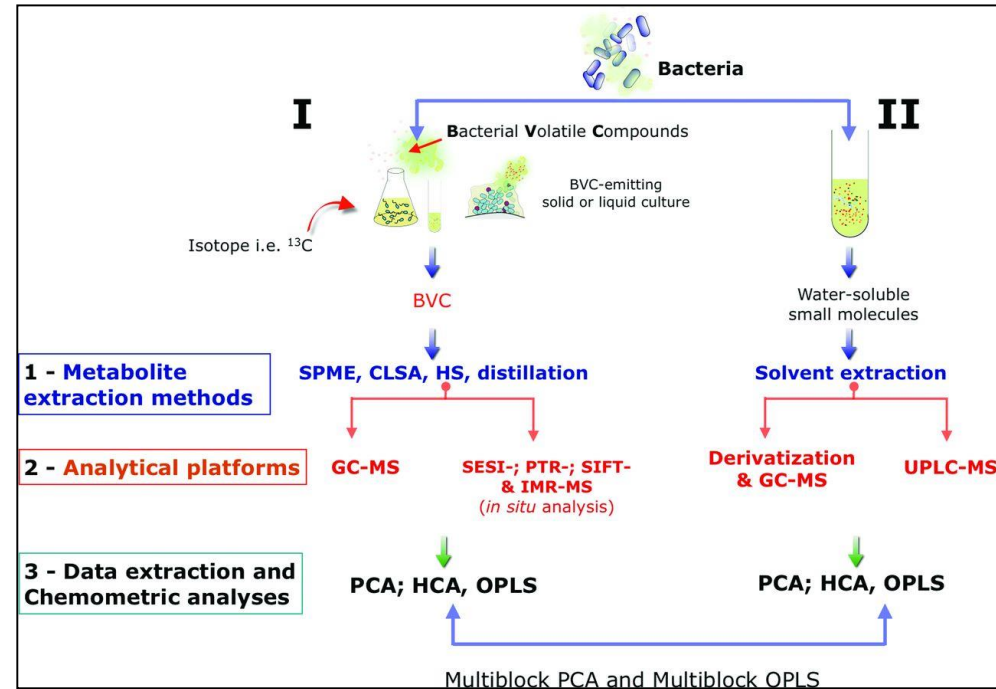 Bacteria
I
II
Bacterial Volatile Compounds
BVC-emitting
solid or liquid culture
Isotope i.e. ¹³C
BVC
Water-soluble
small molecules
1 - Metabolite
extraction methods
SPME, CLSA, HS, distillation
Solvent extraction
2 - Analytical platforms
GC-MS
SESI-; PTR-; SIFT-
& IMR-MS
(in situ analysis)
Derivatization
& GC-MS
UPLC-MS
3 - Data extraction and
Chemometric analyses
PCA; HCA, OPLS
PCA; HCA, OPLS
Multiblock PCA and Multiblock OPLS